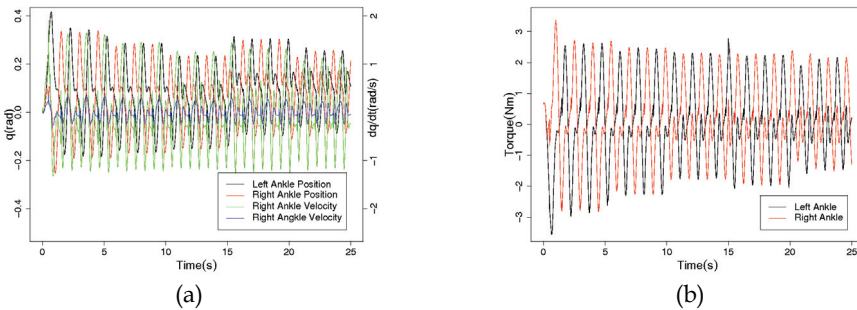 0.4
0.2
0.0
-0.2
-0.4
q(rad)
2
1
0
-1
-2
dq/dt(rad/s)
Left Ankle Position
Right Ankle Position
Right Ankle Velocity
Right Angkle Velocity
0 5 10 15 20 25
Time(s)
(a)
3
2
1
0
-1
-2
-3
Torque(Nm)
Left Ankle
Right Ankle
0 5 10 15 20 25
Time(s)
(b)